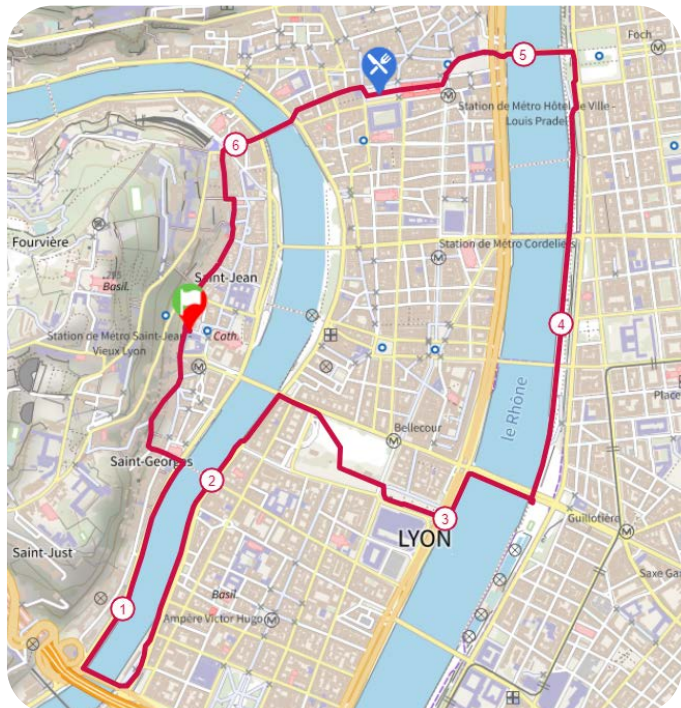 Foch
M
5
M
Station de Métro Hôtel de Ville -
Louis Pradel
6
Fourvière
Station de Métro Cordeliers
M
Basil.
Saint-Jean
4
Station de Métro Saint-Jean
Vieux Lyon
Cath.
M
le Rhône
Place
Bellecour
M
Saint-Georges
2
3
Guillotière
M
LYON
Saint-Just
Saxe Ga
Basil.
1
Ampère Victor Hugo
M